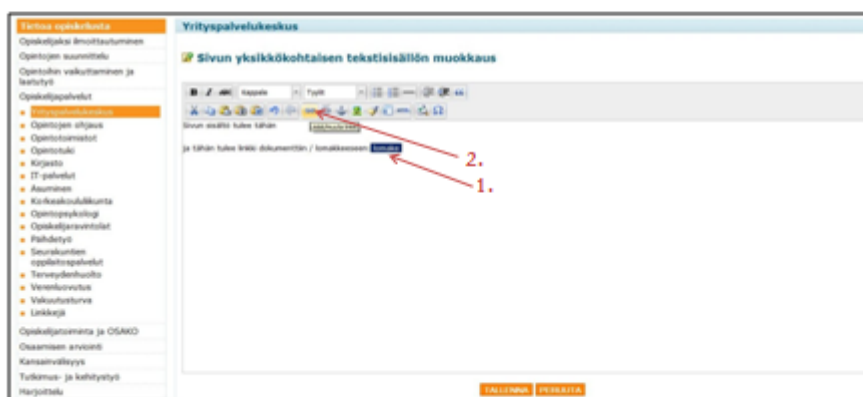 Tietoa opiskelusta
Opiskelijaksi ilmoittautuminen
Opintojen suunnittelu
Opintoihin vaikuttaminen ja
laatutyö
Opiskelijapalvelut
Yrityspalvelukeskus
Opintojen ohjaus
Opintotoimistot
Opintotuki
Kirjasto
IT-palvelut
Asuminen
Korkeakoululiikunta
Opintopsykologi
Opiskelijaravintolat
Päihdetyö
Seurakuntien
oppilaitospalvelut
Terveydenhuolto
Verenluovutus
Vakuutusturva
Linkkejä
Opiskelijatoiminta ja OSAKO
Osaamisen arviointi
Kansainvälisyys
Tutkimus- ja kehitystyö
Harjoittelu
Yrityspalvelukeskus
Sivun yksikkökohtaisen tekstisisällön muokkaus
B I ABC Kappale Tyylit
Sivun sisältö tulee tähän
ja tähän tulee linkki dokumenttiin / lomakkeeseen lomake
2.
1.
TALLENNA PERUUTA